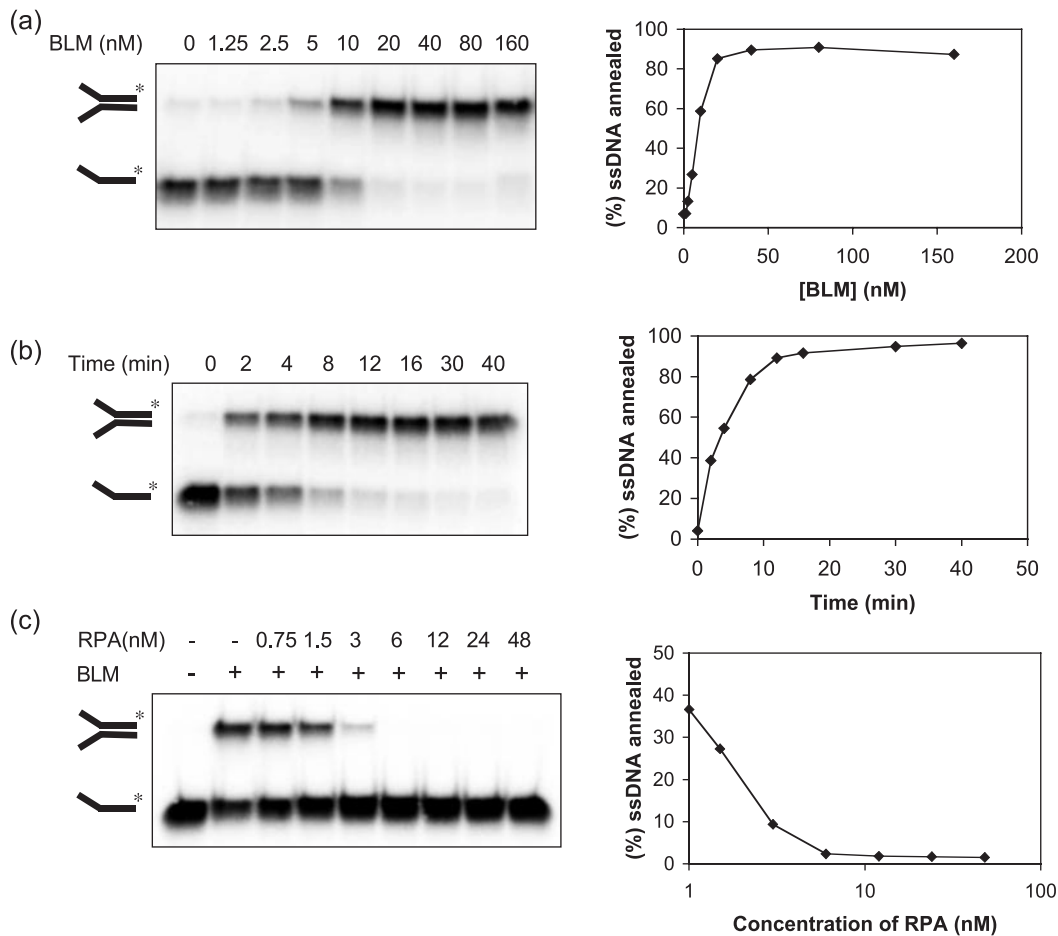 (a)
BLM (nM) 0 1.25 2.5 5 10 20 40 80 160
*
*
(%) ssDNA annealed
100
80
60
40
20
0
0 50 100 150 200
[BLM] (nM)
(b)
Time (min) 0 2 4 8 12 16 30 40
*
*
(%) ssDNA annealed
100
80
60
40
20
0
0 10 20 30 40 50
Time (min)
(c)
RPA(nM) - - 0.75 1.5 3 6 12 24 48
BLM - + + + + + + + +
*
*
(%) ssDNA annealed
50
40
30
20
10
0
1 10 100
Concentration of RPA (nM)